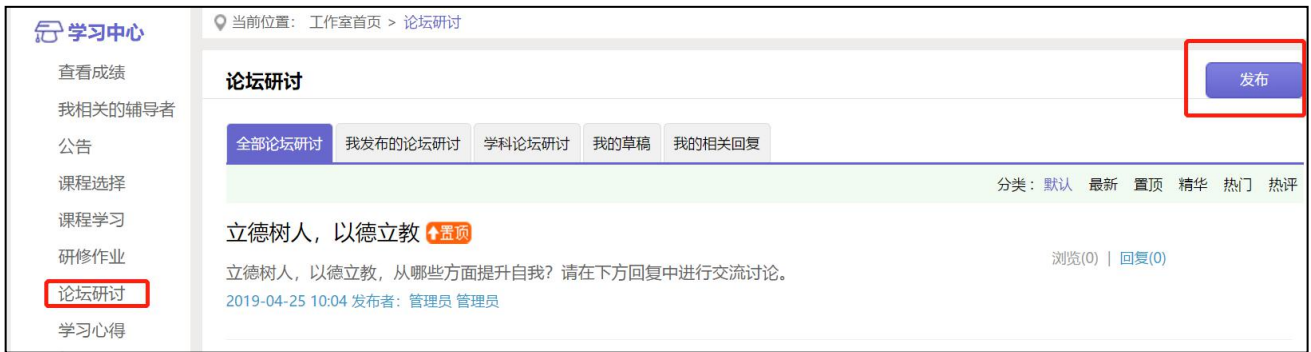 学习中心
查看成绩
我相关的辅导者
公告
课程选择
课程学习
研修作业
论坛研讨
学习心得
当前位置： 工作室首页 > 论坛研讨
论坛研讨
发布
全部论坛研讨 我发布的论坛研讨 学科论坛研讨 我的草稿 我的相关回复
分类：默认 最新 置顶 精华 热门 热评
立德树人，以德立教 置顶
立德树人，以德立教，从哪些方面提升自我？请在下方回复中进行交流讨论。
浏览(0) | 回复(0)
2019-04-25 10:04 发布者：管理员 管理员